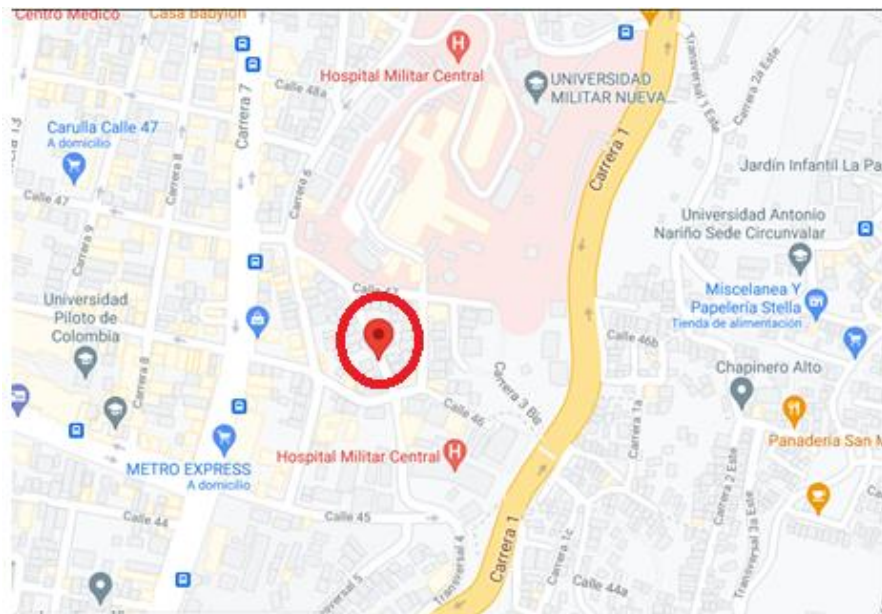 Centro Médico
Casa Babylon
Hospital Militar Central
UNIVERSIDAD
MILITAR NUEVA...
Transversal 1 Este
Carrera 2a Este
Calle 48a
Carrera 7
Carrera 1
Carulla Calle 47
A domicilio
Carrera 8
Carrera 6
Jardín Infantil La Pa
Calle 47
Carrera 9
Universidad Antonio
Nariño Sede Circunvalar
Calle 47
Universidad
Piloto de
Colombia
Miscelanea Y
Papelería Stella
Tienda de alimentación
Calle 46b
Carrera 8
Chapinero Alto
Carrera 3 Bis
Calle 46
Carrera 1a
Panadería San M
METRO EXPRESS
A domicilio
Hospital Militar Central
Calle 44
Calle 45
Carrera 2 Este
Transversal 3a Este
Carrera 1
Carrera 1c
Transversal 4
Transversal 5
Calle 44a